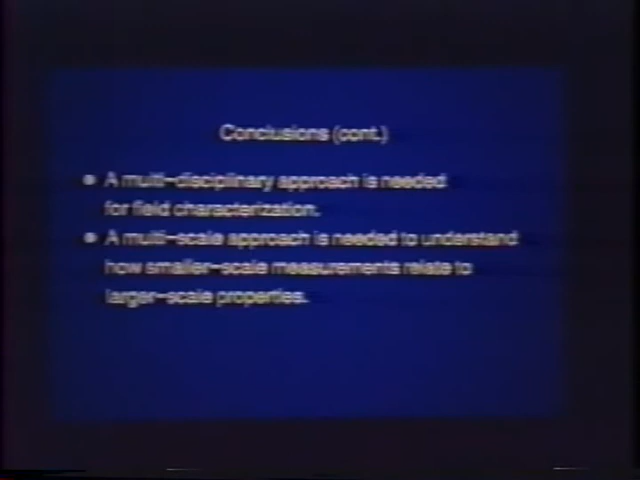 Conclusions (cont.)
● A multi-disciplinary approach is needed
for field characterization.
● A multi-scale approach is needed to understand
how smaller-scale measurements relate to
larger-scale properties.